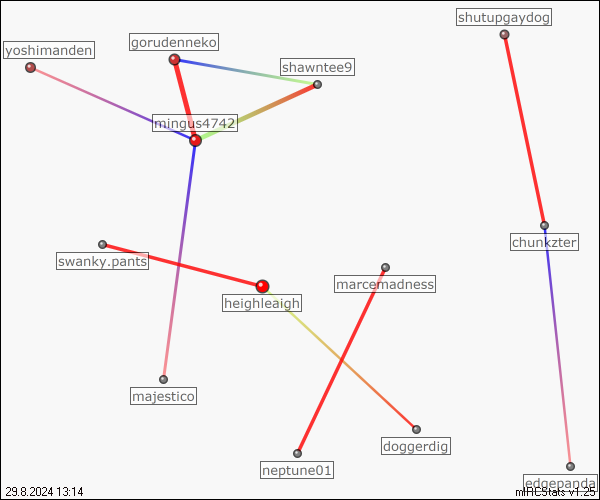 shutupgaydog
gorudenneko
yoshimanden
shawntee9
mingus4742
chunkzter
swanky.pants
marcemadness
heighleaigh
majestico
doggerdig
neptune01
edgepanda
29.8.2024 13:14
mIRCStats v1.25